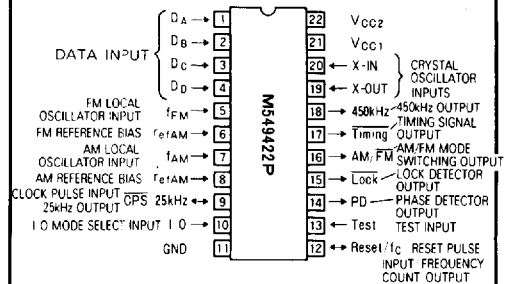 DA 1 22 VCC2
DB 2 21 VCC1
DATA INPUT
DC 3 20 X-IN CRYSTAL
DD 4 19 X-OUT OSCILLATOR
INPUTS
FM LOCAL
OSCILLATOR INPUT fFM 5 18 450kHz 450kHz OUTPUT
FM REFERENCE BIAS refAM 6 17 Timing TIMING SIGNAL
OUTPUT
AM LOCAL
OSCILLATOR INPUT fAM 7 16 AM/FM AM/FM MODE
SWITCHING OUTPUT
AM REFERENCE BIAS refAM 8 15 Lock LOCK DETECTOR
OUTPUT
CLOCK PULSE INPUT
25kHz OUTPUT CPS 25kHz 9 14 PD PHASE DETECTOR
OUTPUT
I O MODE SELECT INPUT I O 10 13 Test TEST INPUT
GND 11 12 Reset/fC RESET PULSE
INPUT/FREQUENCY
COUNT OUTPUT
M549422P